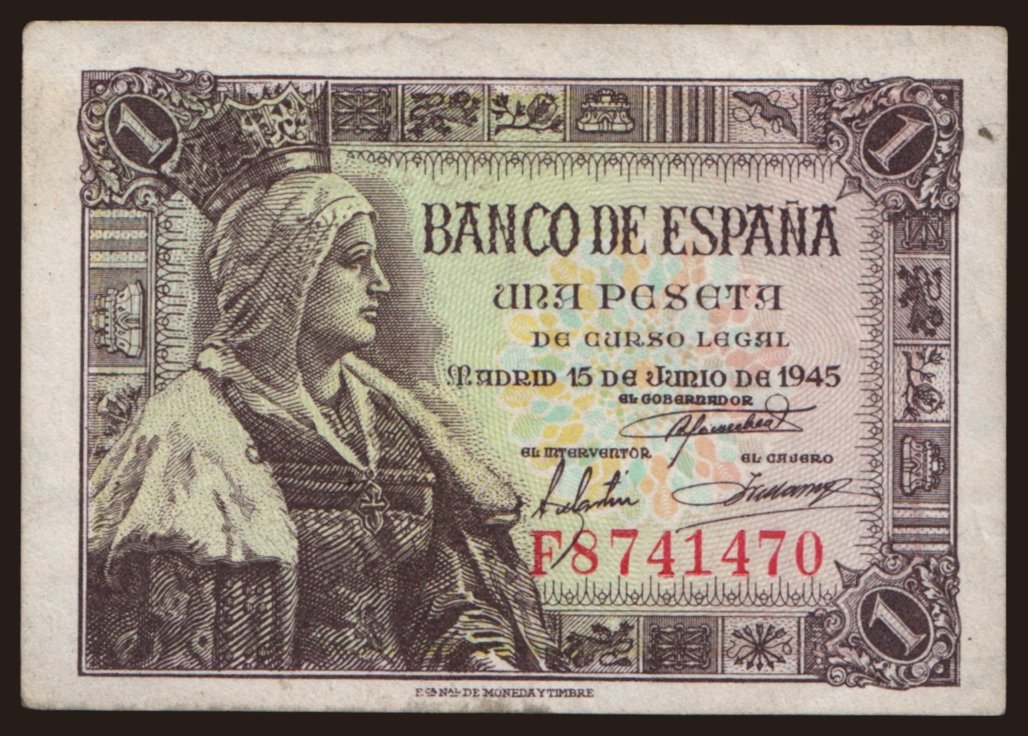 1
1
BANCO DE ESPAÑA
UNA PESETA
DE CURSO LEGAL
MADRID 15 DE JUNIO DE 1945
EL GOBERNADOR
EL INTERVENTOR
EL CAJERO
F8741470
1
F.CA NAL. DE MONEDA Y TIMBRE